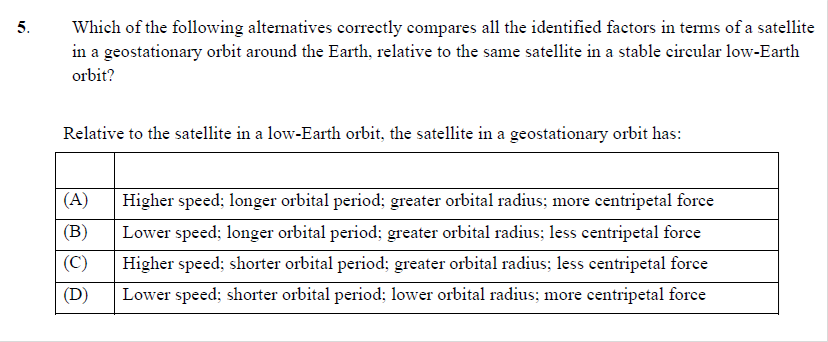 5. Which of the following alternatives correctly compares all the identified factors in terms of a satellite
in a geostationary orbit around the Earth, relative to the same satellite in a stable circular low-Earth
orbit?
Relative to the satellite in a low-Earth orbit, the satellite in a geostationary orbit has:
(A) Higher speed; longer orbital period; greater orbital radius; more centripetal force
(B) Lower speed; longer orbital period; greater orbital radius; less centripetal force
(C) Higher speed; shorter orbital period; greater orbital radius; less centripetal force
(D) Lower speed; shorter orbital period; lower orbital radius; more centripetal force